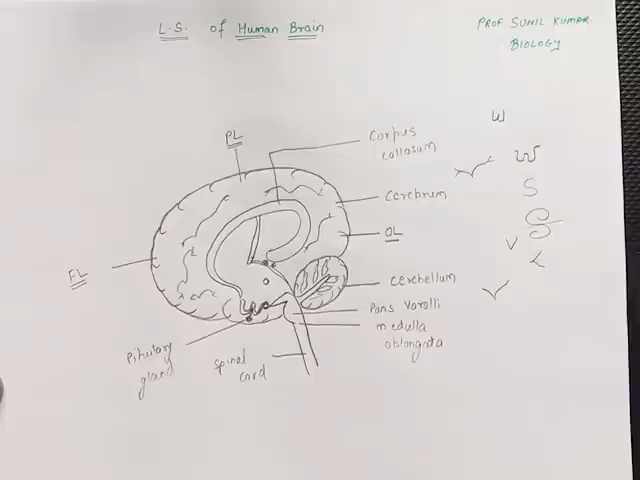 L.S. of Human Brain
PROF SUNIL KUMAR
BIOLOGY
PL
Corpus
collosum
Cerebrum
OL
FL
Cerebellum
Pons Varolli
medulla
oblongata
Pituitary
gland
Spinal
cord